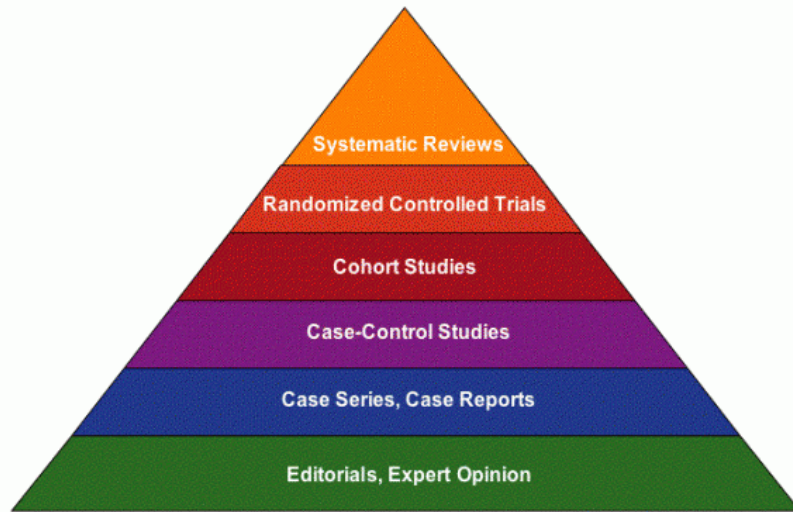 Systematic Reviews
Randomized Controlled Trials
Cohort Studies
Case-Control Studies
Case Series, Case Reports
Editorials, Expert Opinion